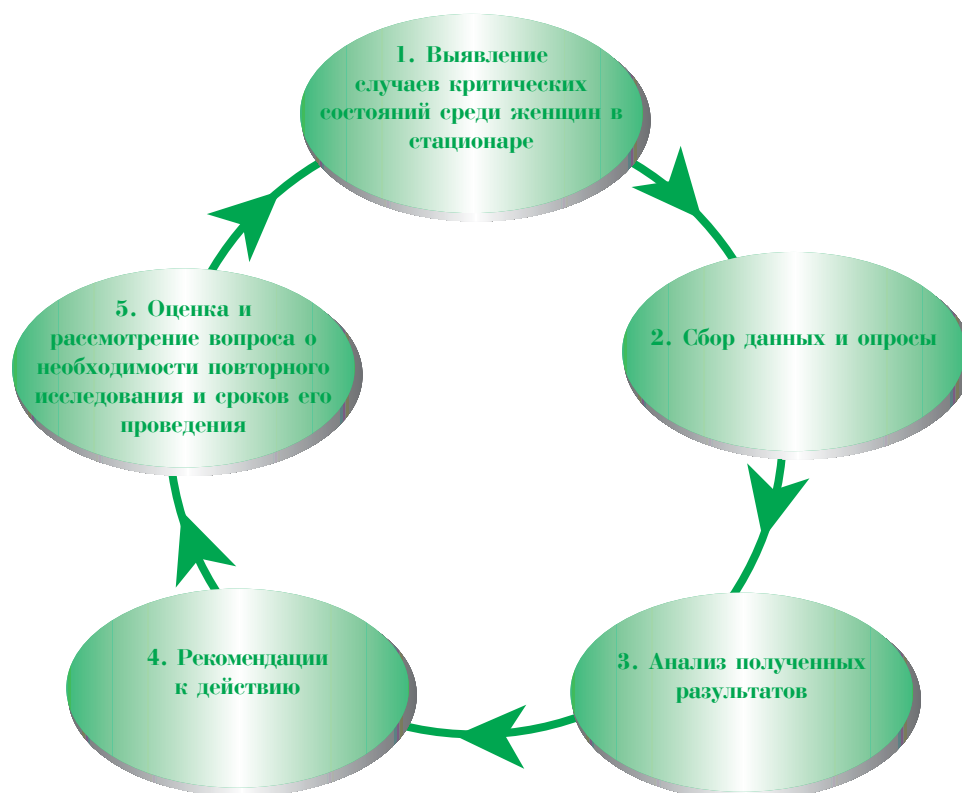 1. Выявление
случаев критических
состояний среди женщин в
стационаре
2. Сбор данных и опросы
3. Анализ полученных
разультатов
4. Рекомендации
к действию
5. Оценка и
рассмотрение вопроса о
необходимости повторного
исследования и сроков его
проведения